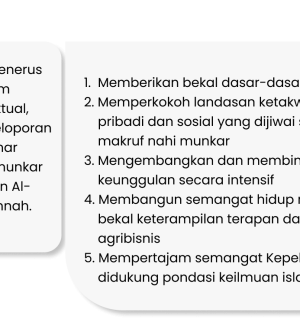 enerus
m
tual,
eloporan
nar
munkar
n Al-
nnah.
1. Memberikan bekal dasar-dasa
2. Memperkokoh landasan ketakw
pribadi dan sosial yang dijiwai s
makruf nahi munkar
3. Mengembangkan dan membin
keunggulan secara intensif
4. Membangun semangat hidup m
bekal keterampilan terapan da
agribisnis
5. Mempertajam semangat Kepel
didukung pondasi keilmuan isla